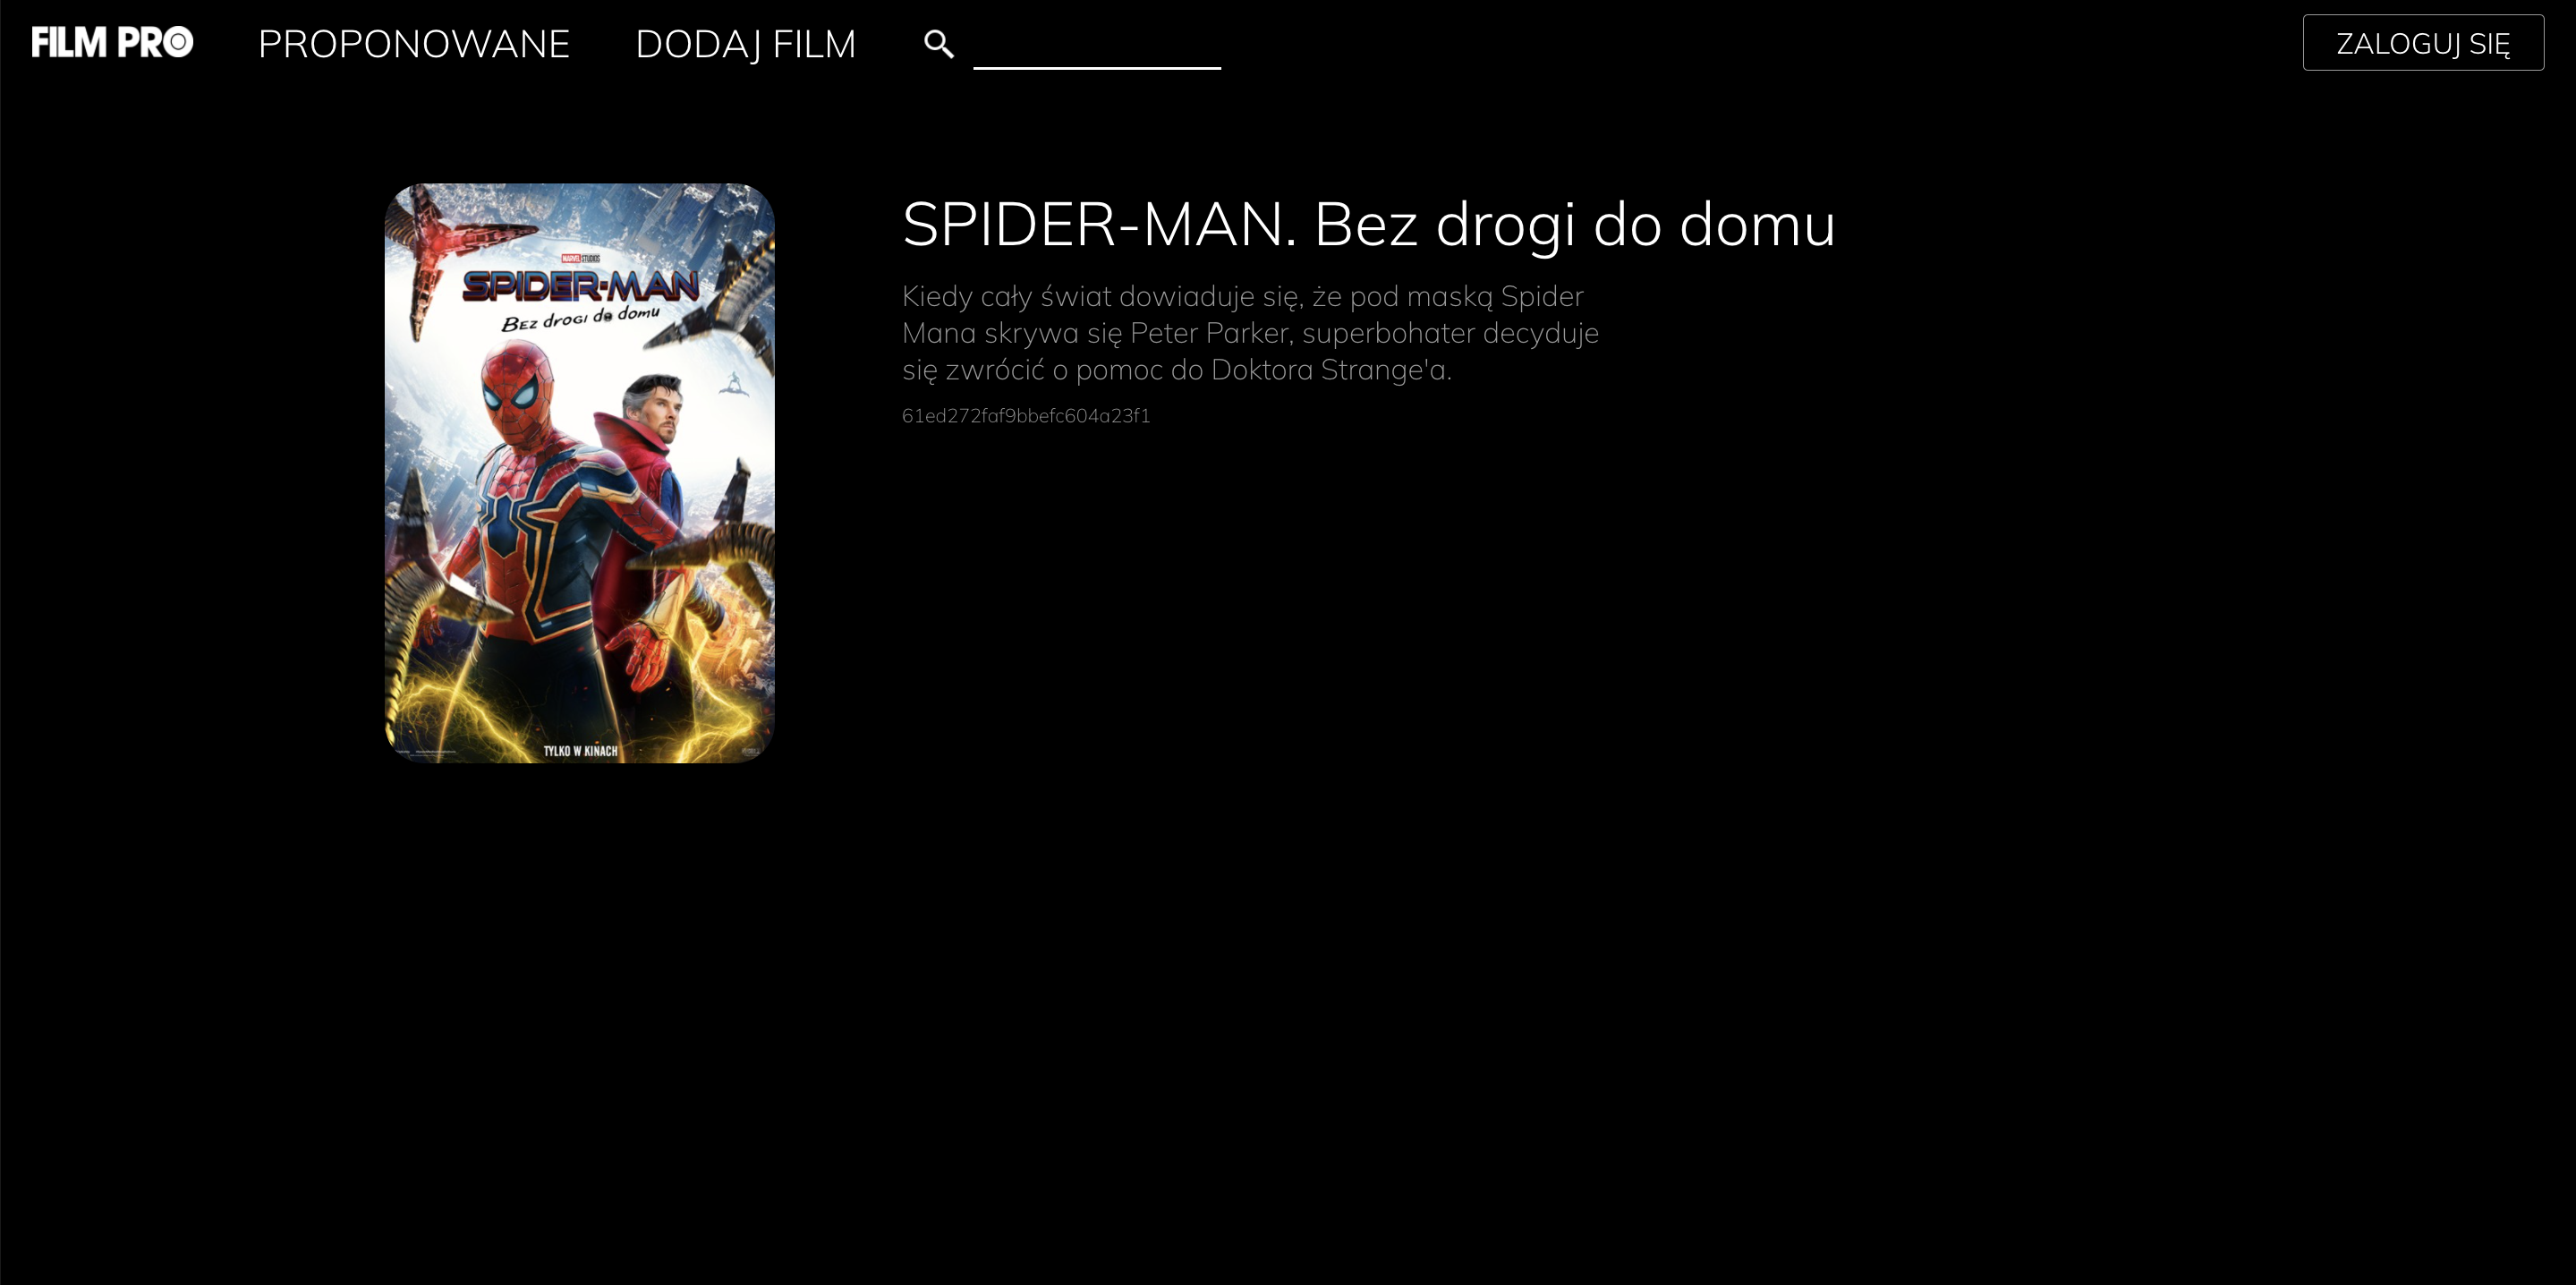 FILM PRO
PROPONOWANE
DODAJ FILM
ZALOGUJ SIĘ
MARVEL STUDIOS
SPIDER-MAN
BEZ DROGI DO DOMU
TYLKO W KINACH
SPIDER-MAN. Bez drogi do domu
Kiedy cały świat dowiaduje się, że pod maską Spider
Mana skrywa się Peter Parker, superbohater decyduje
się zwrócić o pomoc do Doktora Strange'a.
61ed272faf9bbefc604a23f1